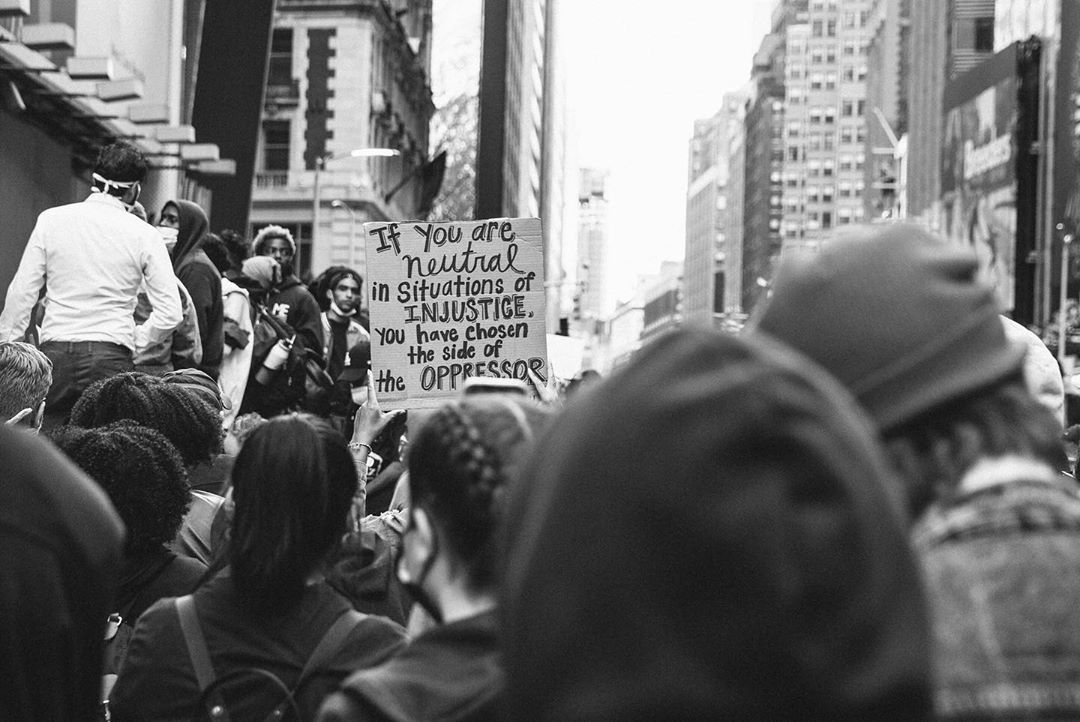 If You are
neutral
in situations of
INJUSTICE,
you have chosen
the side of
the OPPRESSOR